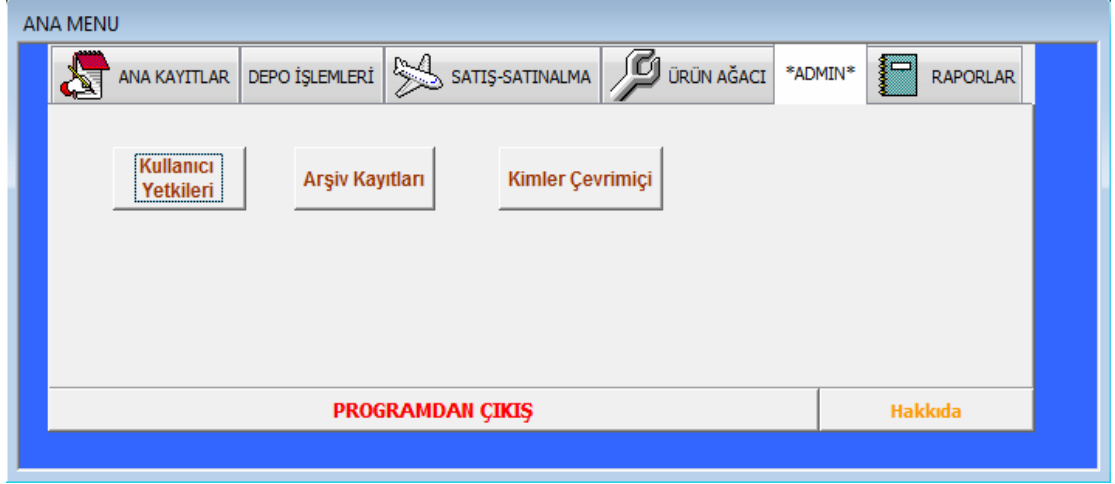 ANA MENU
ANA KAYITLAR DEPO İŞLEMLERİ SATIŞ-SATINALMA ÜRÜN AĞACI *ADMIN* RAPORLAR
Kullanıcı
Yetkileri
Arşiv Kayıtları
Kimler Çevrimiçi
PROGRAMDAN ÇIKIŞ
Hakkıda